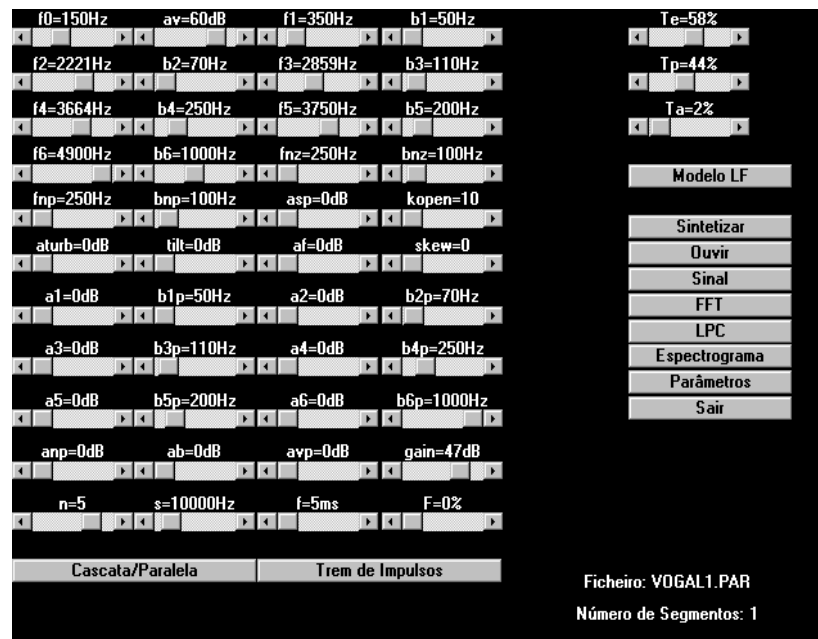 f0=150Hz av=60dB f1=350Hz b1=50Hz Te=58%
f2=2221Hz b2=70Hz f3=2859Hz b3=110Hz Tp=44%
f4=3664Hz b4=250Hz f5=3750Hz b5=200Hz Ta=2%
f6=4900Hz b6=1000Hz fnz=250Hz bnz=100Hz
Modelo LF
fnp=250Hz bnp=100Hz asp=0dB kopen=10
Sintetizar
aturb=0dB tilt=0dB af=0dB skew=0
Ouvir
Sinal
a1=0dB b1p=50Hz a2=0dB b2p=70Hz
FFT
LPC
a3=0dB b3p=110Hz a4=0dB b4p=250Hz
Espectrograma
Parâmetros
a5=0dB b5p=200Hz a6=0dB b6p=1000Hz
Sair
anp=0dB ab=0dB avp=0dB gain=47dB
n=5 s=10000Hz f=5ms F=0%
Cascata/Paralela Trem de Impulsos
Ficheiro: VOGAL1.PAR
Número de Segmentos: 1